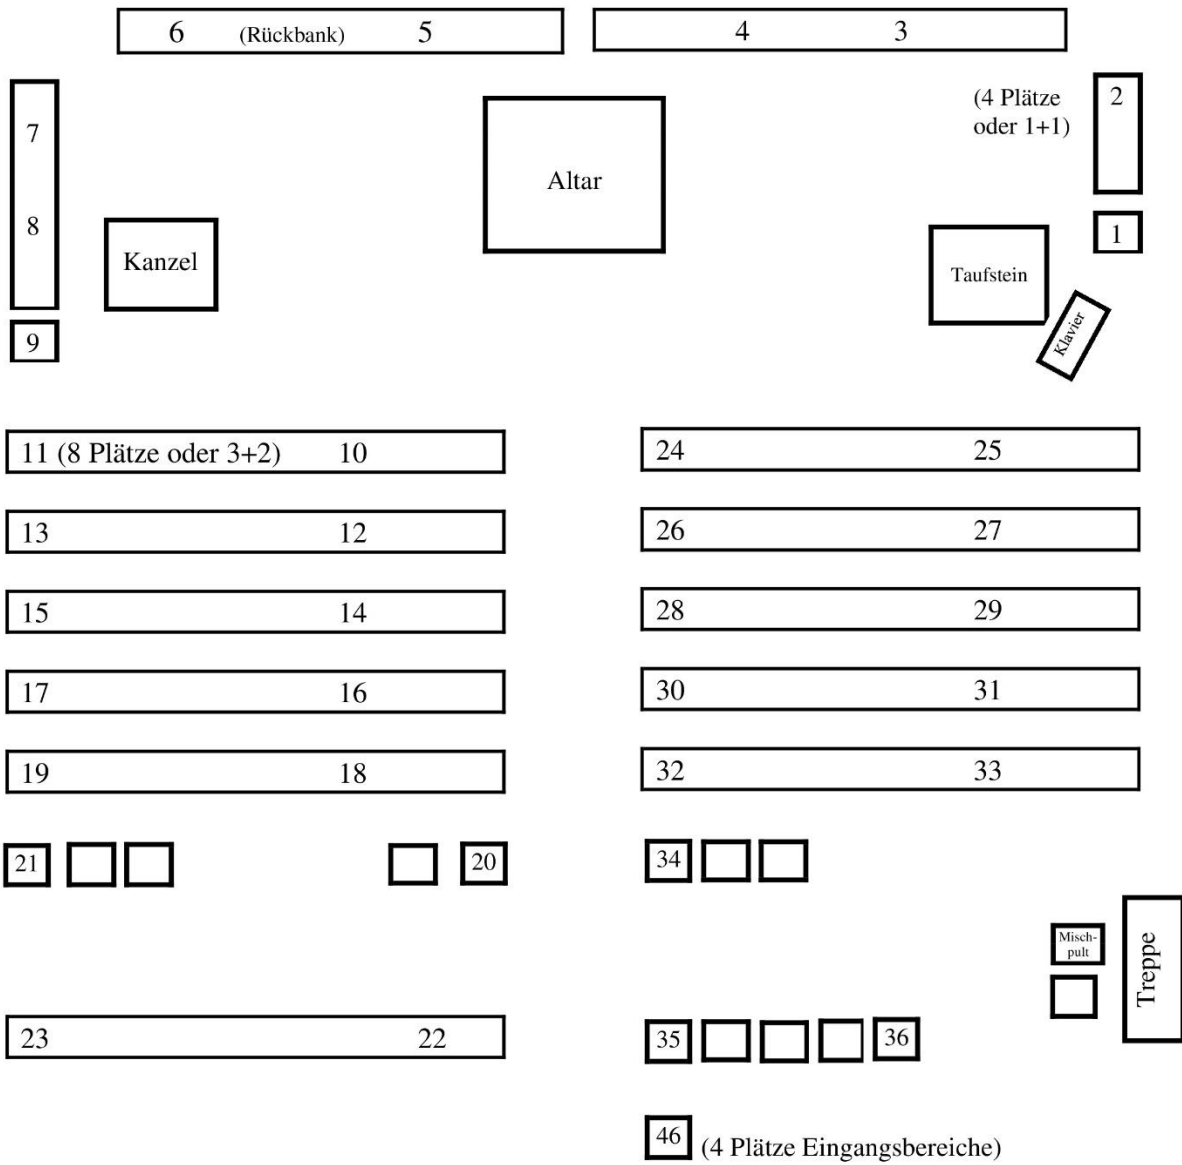 6 (Rückbank) 5
4 3
7
8
9
(4 Plätze
oder 1+1)
2
1
Altar
Kanzel
Taufstein
Klavier
11 (8 Plätze oder 3+2) 10
24 25
13 12
26 27
15 14
28 29
17 16
30 31
19 18
32 33
21 20
34
Misch-
pult
Treppe
23 22
35 36
46 (4 Plätze Eingangsbereiche)